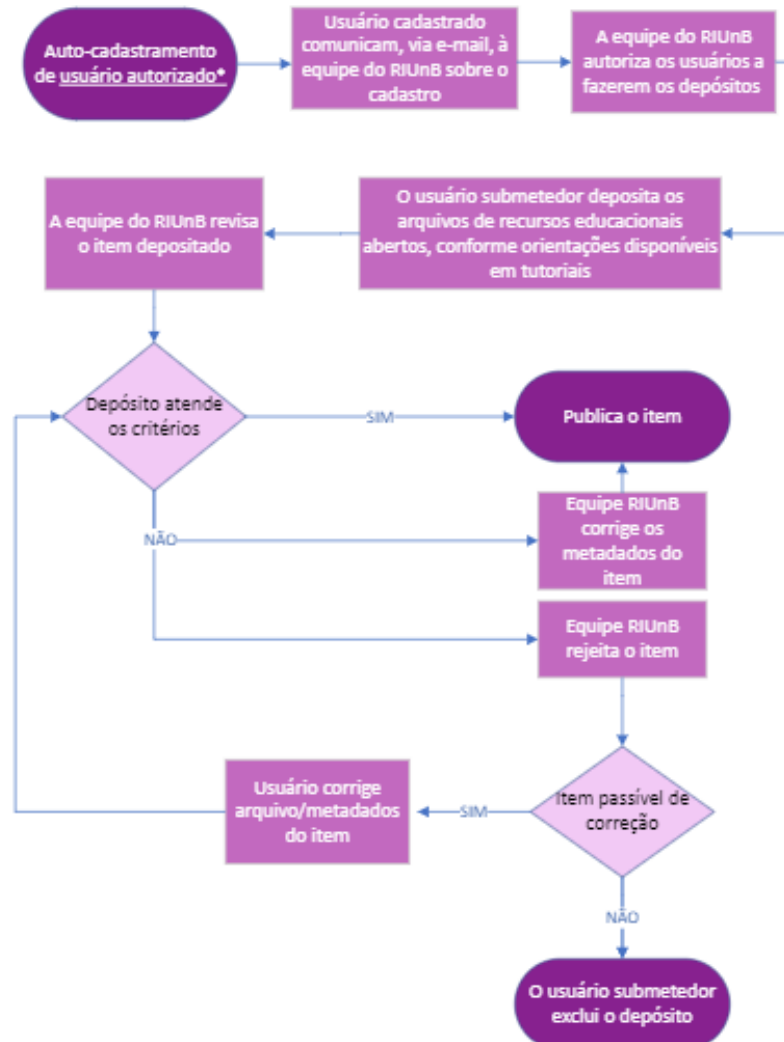 Auto-cadastramento
de usuário autorizado*
Usuário cadastrado
comunicam, via e-mail, à
equipe do RIUnB sobre o
cadastro
A equipe do RIUnB
autoriza os usuários a
fazerem os depósitos
A equipe do RIUnB revisa
o item depositado
O usuário submetedor deposita os
arquivos de recursos educacionais
abertos, conforme orientações disponíveis
em tutoriais
Depósito atende
os critérios
SIM
Publica o item
NÃO
Equipe RIUnB
corrige os
metadados do
item
Equipe RIUnB
rejeita o item
Usuário corrige
arquivo/metadados
do item
SIM
Item passível de
correção
NÃO
O usuário submetedor
exclui o depósito